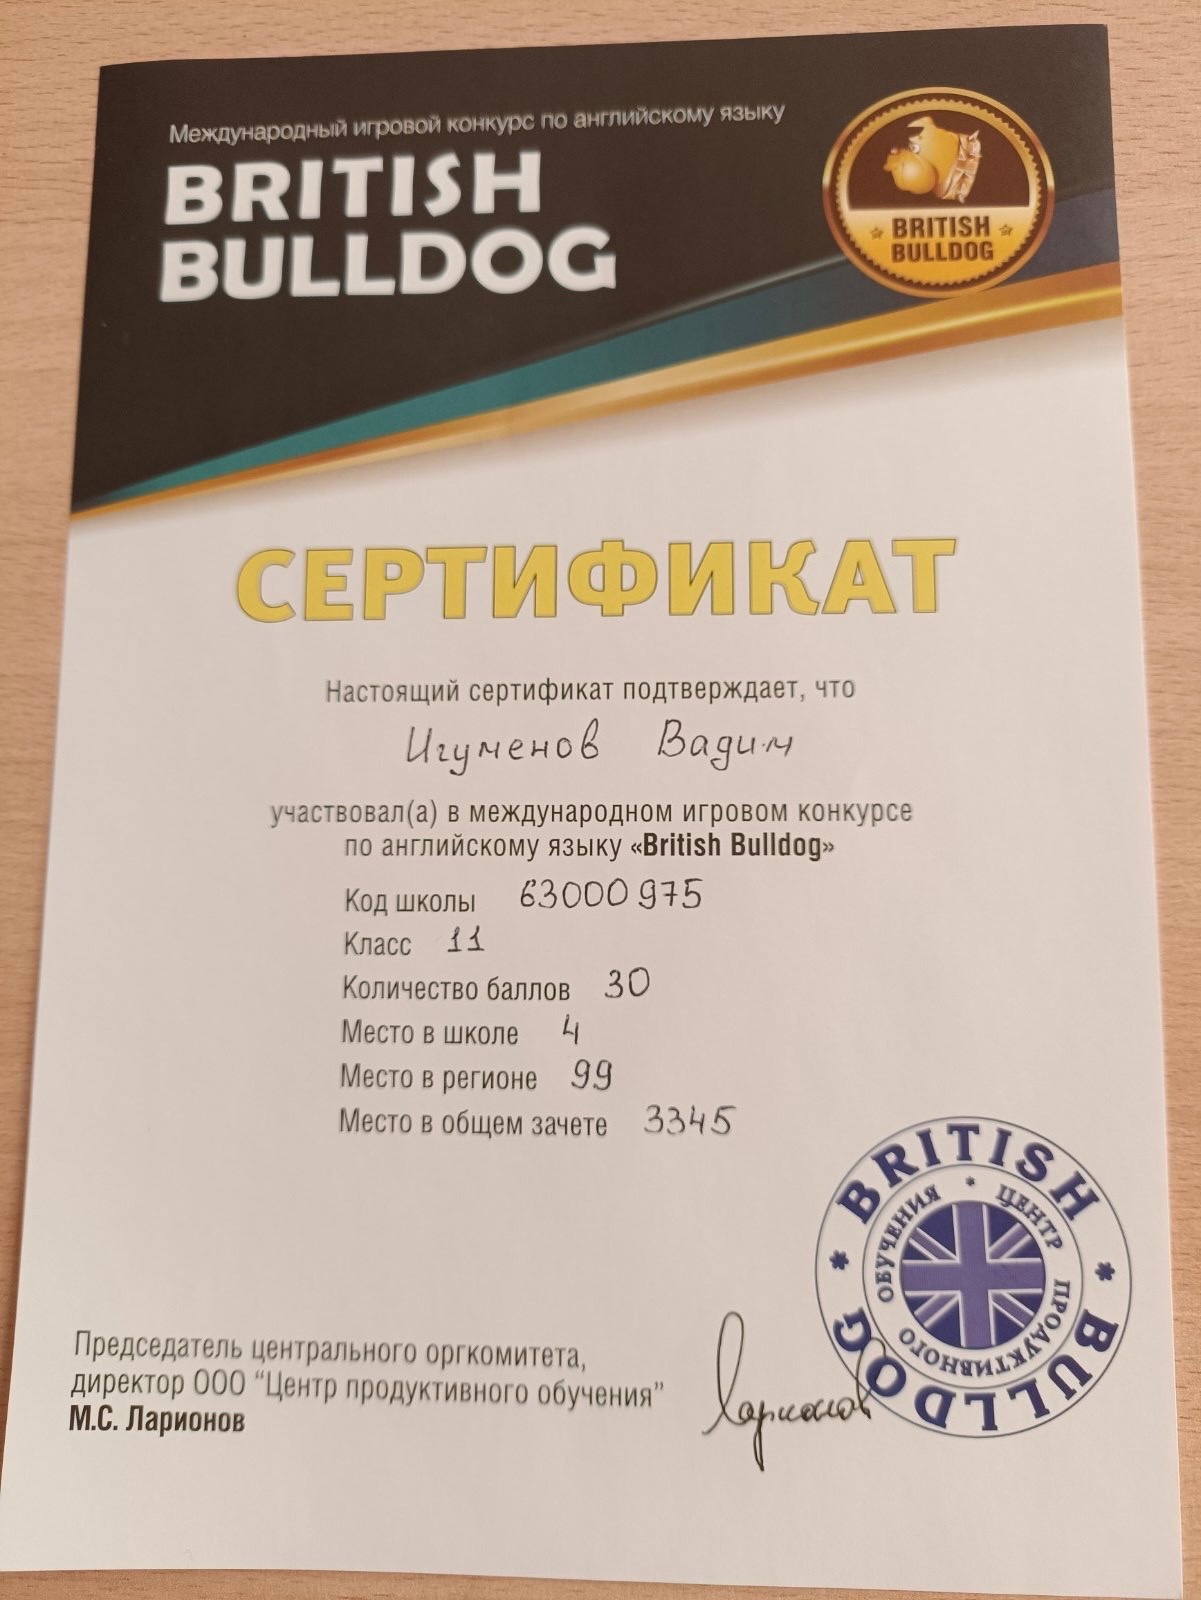 Международный игровой конкурс по английскому языку
BRITISH
BULLDOG
BRITISH
BULLDOG
СЕРТИФИКАТ
Настоящий сертификат подтверждает, что
Игуменов Вадим
участвовал(а) в международном игровом конкурсе
по английскому языку «British Bulldog»
Код школы 63000975
Класс 11
Количество баллов 30
Место в школе 4
Место в регионе 99
Место в общем зачете 3345
BRITISH BULLDOG
ЦЕНТР ПРОДУКТИВНОГО ОБУЧЕНИЯ
Председатель центрального оргкомитета,
директор ООО “Центр продуктивного обучения”
М.С. Ларионов
Ларионов